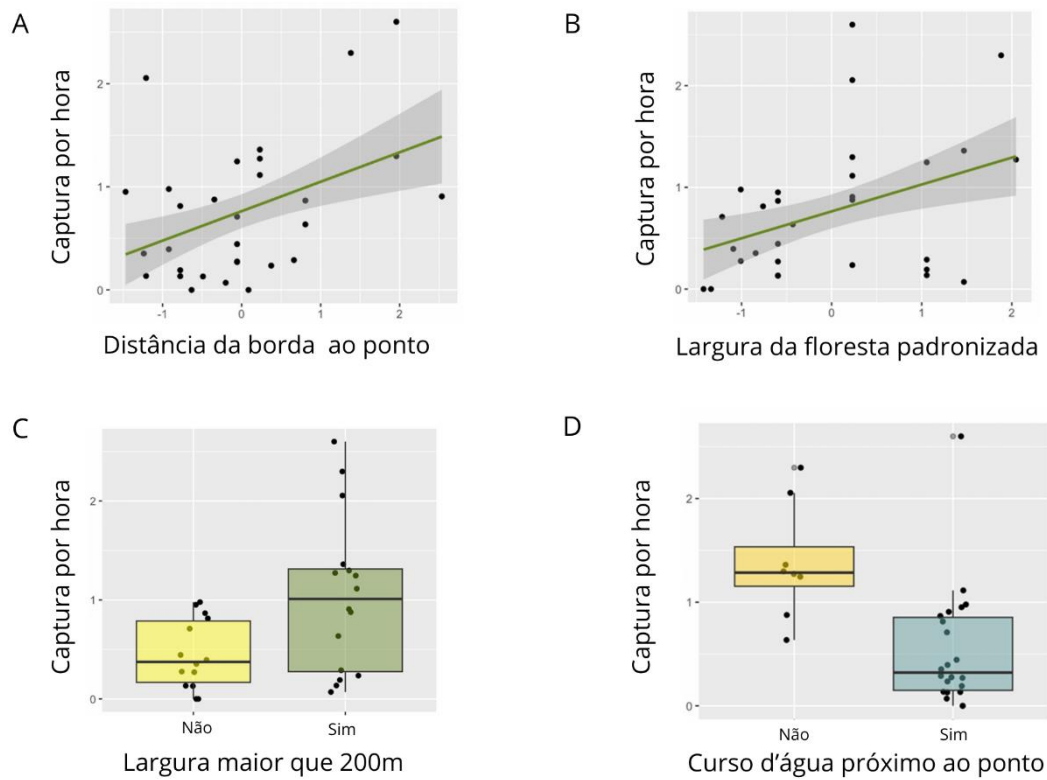 A
Captura por hora
2
1
0
-1 0 1 2
Distância da borda ao ponto
B
Captura por hora
2
1
0
-1 0 1 2
Largura da floresta padronizada
C
Captura por hora
2
1
0
Não Sim
Largura maior que 200m
D
Captura por hora
2
1
0
Não Sim
Curso d'água próximo ao ponto